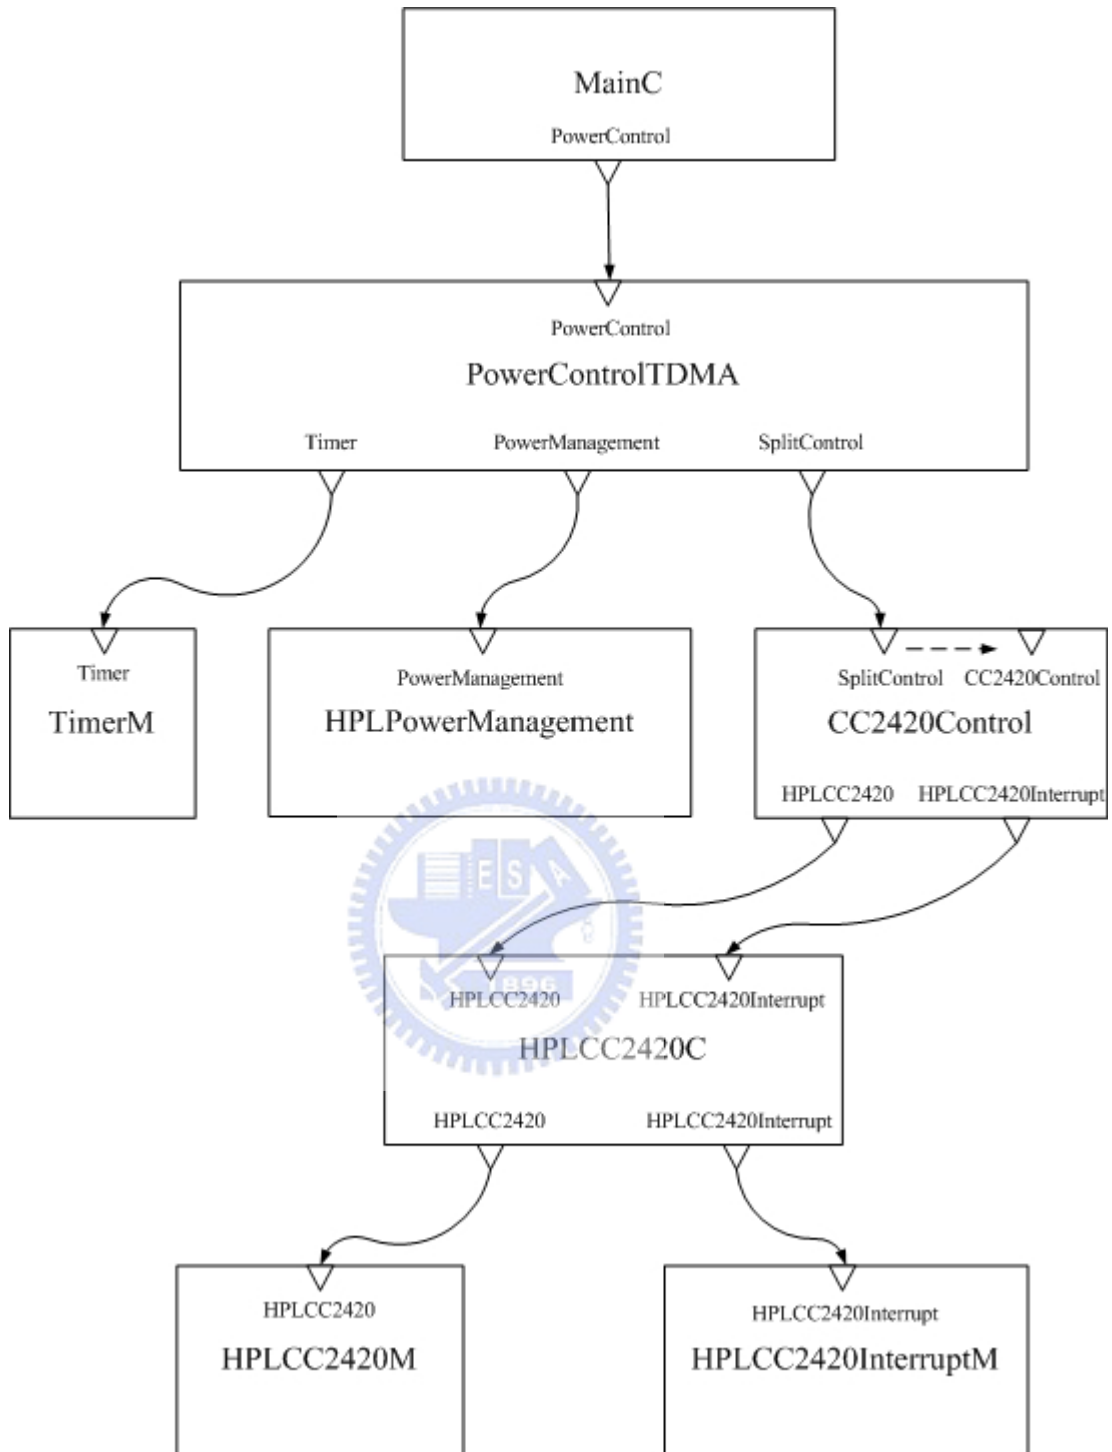 MainC
PowerControl
PowerControl
PowerControlTDMA
Timer PowerManagement SplitControl
Timer
TimerM
PowerManagement
HPLPowerManagement
SplitControl CC2420Control
CC2420Control
HPLCC2420 HPLCC2420Interrupt
E S A
1896
HPLCC2420 HPLCC2420Interrupt
HPLCC2420C
HPLCC2420 HPLCC2420Interrupt
HPLCC2420
HPLCC2420M
HPLCC2420Interrupt
HPLCC2420InterruptM